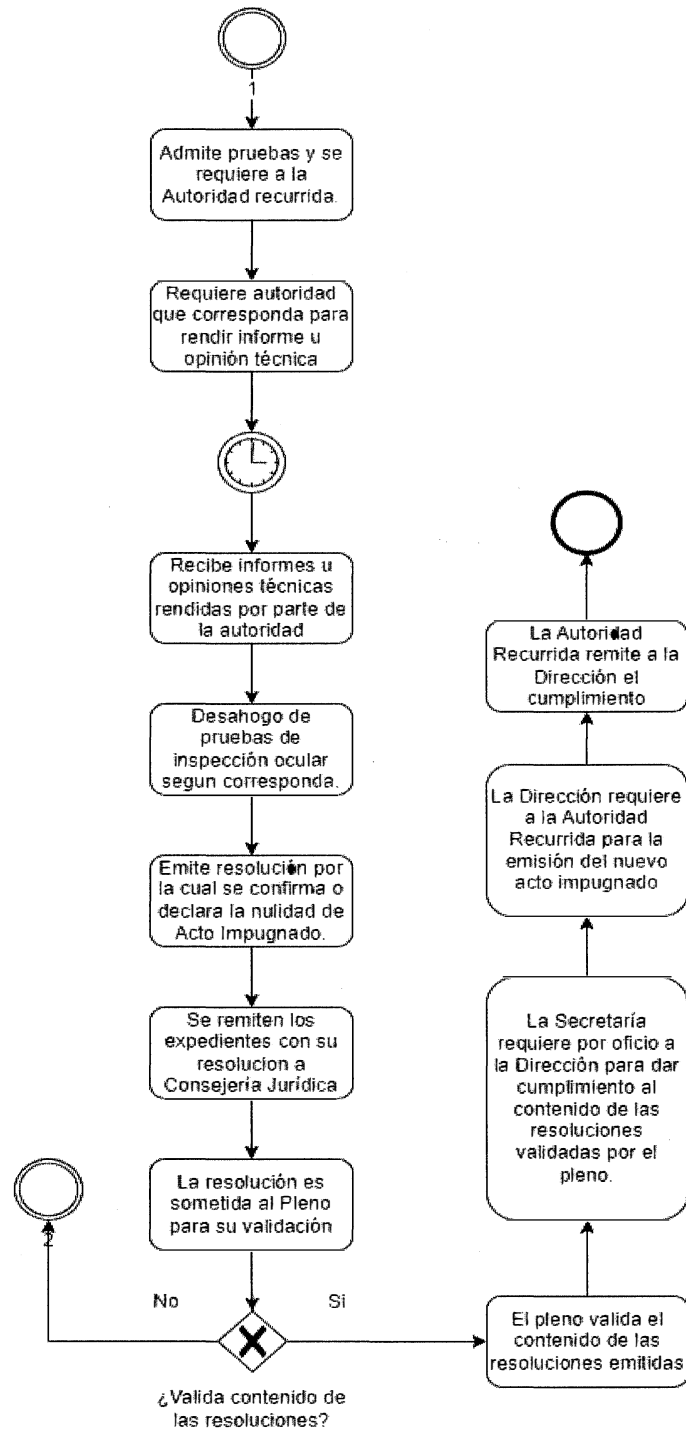 1
Admite pruebas y se
requiere a la
Autoridad recurrida.
Requiere autoridad
que corresponda para
rendir informe u
opinión técnica
Recibe informes u
opiniones técnicas
rendidas por parte de
la autoridad
Desahogo de
pruebas de
inspección ocular
segun corresponda.
Emite resolución por
la cual se confirma o
declara la nulidad de
Acto Impugnado.
Se remiten los
expedientes con su
resolucion a
Consejería Jurídica
La resolución es
sometida al Pleno
para su validación
2
No
Si
¿Valida contenido de
las resoluciones?
El pleno valida el
contenido de las
resoluciones emitidas
La Secretaría
requiere por oficio a
la Dirección para dar
cumplimiento al
contenido de las
resoluciones
validadas por el
pleno.
La Dirección requiere
a la Autoridad
Recurrida para la
emisión del nuevo
acto impugnado
La Autoridad
Recurrida remite a la
Dirección el
cumplimiento